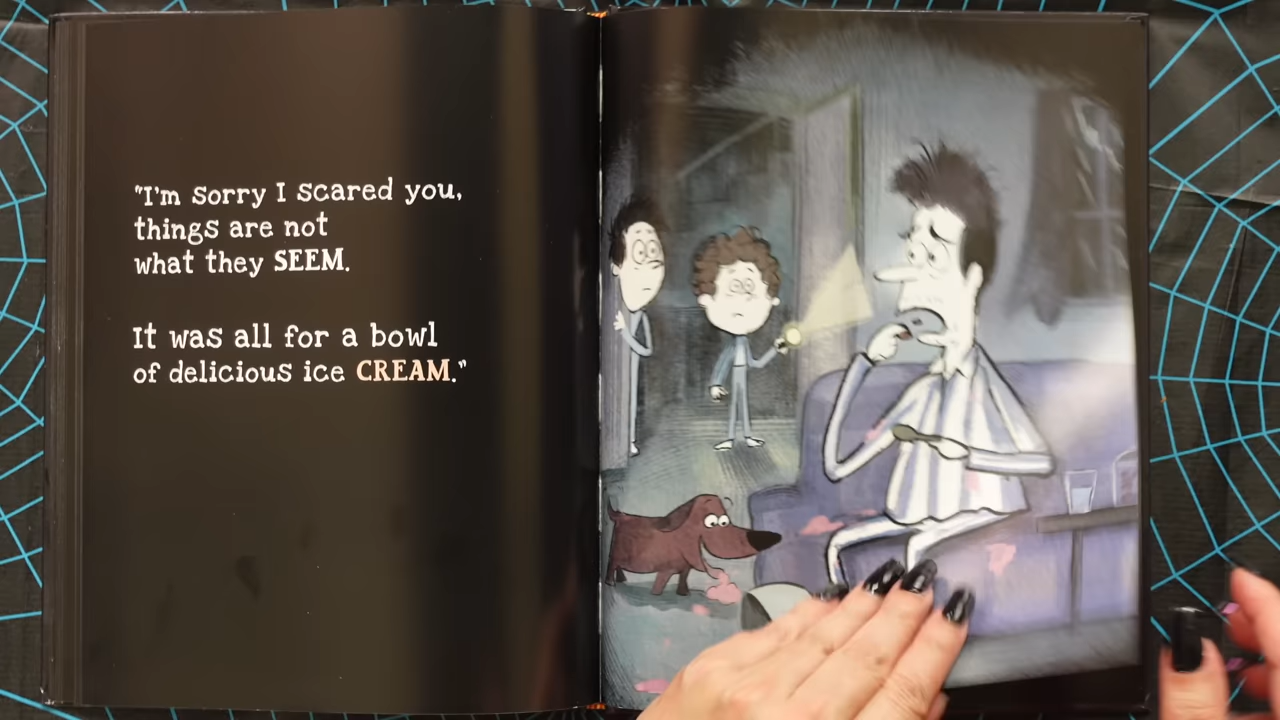 "I'm sorry I scared you,
things are not
what they SEEM.
It was all for a bowl
of delicious ice CREAM."